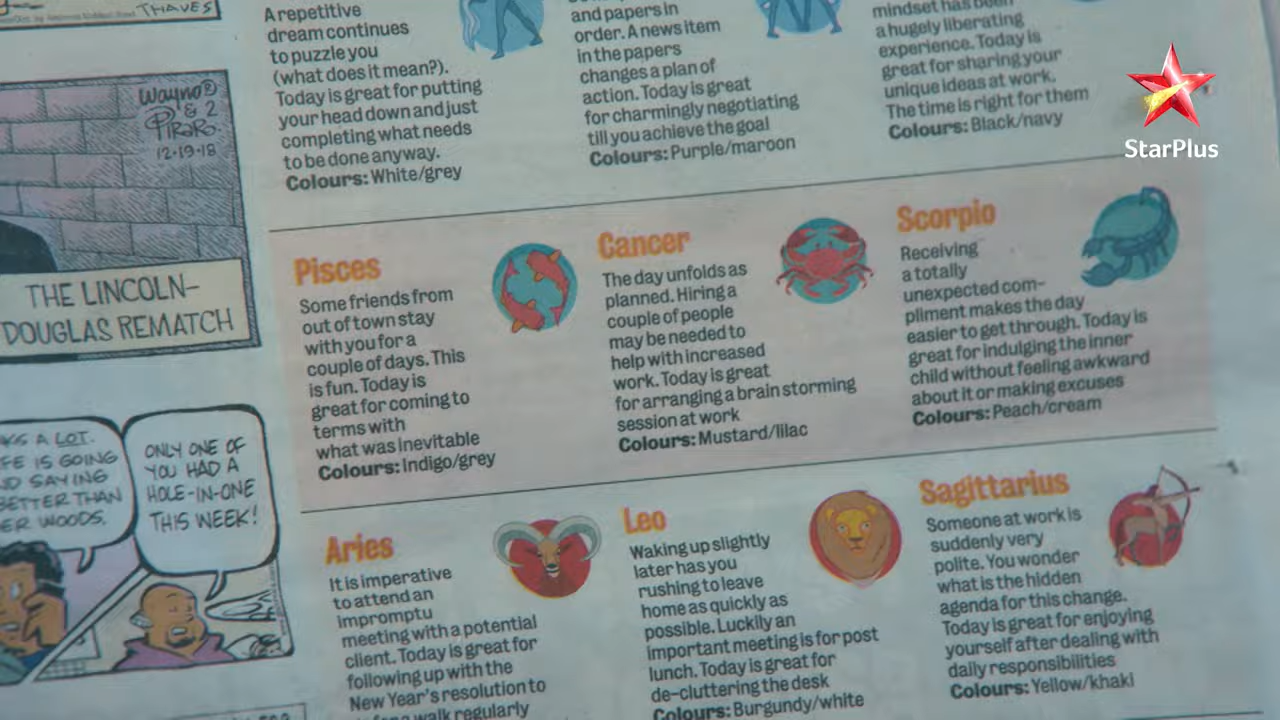 THAVES
Wayno®
& 2
PiRARo
12·19·18
THE LINCOLN–
DOUGLAS REMATCH
A LOT.
IS GOING
SAYING
BETTER THAN
WOODS.
ONLY ONE OF
YOU HAD A
HOLE-IN-ONE
THIS WEEK!
A repetitive
dream continues
to puzzle you
(what does it mean?).
Today is great for putting
your head down and just
completing what needs
to be done anyway.
Colours: White/grey
and papers in
order. A news item
in the papers
changes a plan of
action. Today is great
for charmingly negotiating
till you achieve the goal
Colours: Purple/maroon
mindset has been
a hugely liberating
experience. Today is
great for sharing your
unique ideas at work.
The time is right for them
Colours: Black/navy
StarPlus
Pisces
Some friends from
out of town stay
with you for a
couple of days. This
is fun. Today is
great for coming to
terms with
what was inevitable
Colours: Indigo/grey
Cancer
The day unfolds as
planned. Hiring a
couple of people
may be needed to
help with increased
work. Today is great
for arranging a brain storming
session at work
Colours: Mustard/lilac
Scorpio
Receiving
a totally
unexpected com-
pliment makes the day
easier to get through. Today is
great for indulging the inner
child without feeling awkward
about it or making excuses
Colours: Peach/cream
Aries
It is imperative
to attend an
impromptu
meeting with a potential
client. Today is great for
following up with the
New Year's resolution to
walk regularly
Leo
Waking up slightly
later has you
rushing to leave
home as quickly as
possible. Luckily an
important meeting is for post
lunch. Today is great for
de-cluttering the desk
Colours: Burgundy/white
Sagittarius
Someone at work is
suddenly very
polite. You wonder
what is the hidden
agenda for this change.
Today is great for enjoying
yourself after dealing with
daily responsibilities
Colours: Yellow/khaki